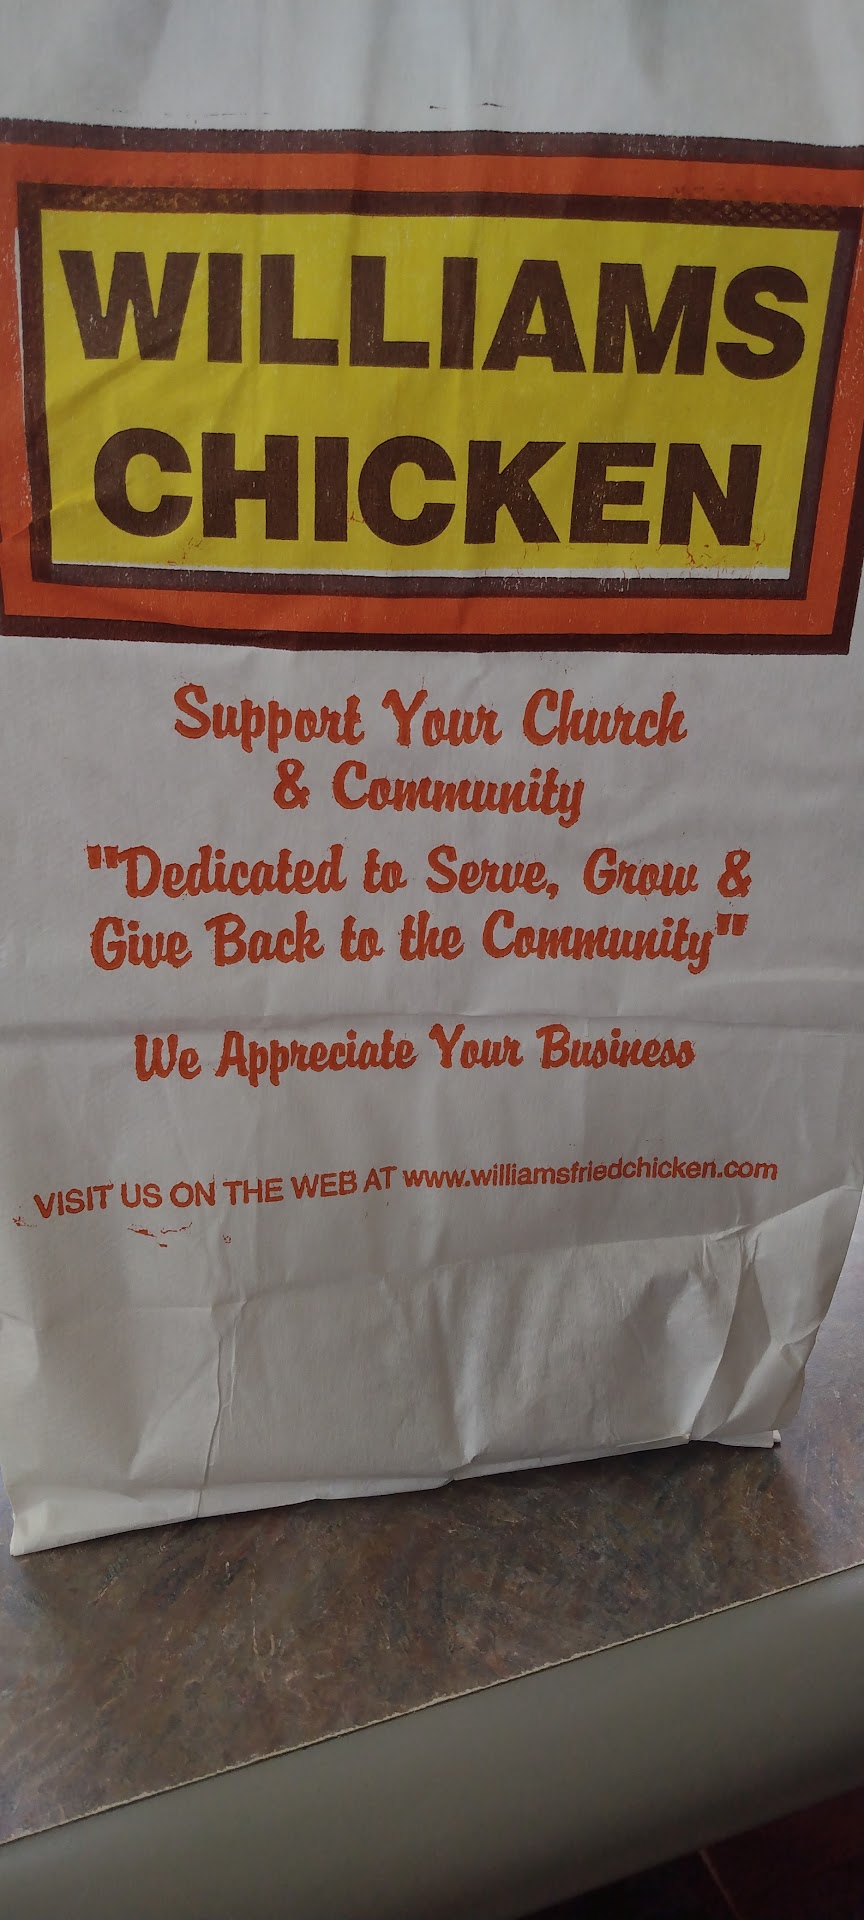 WILLIAMS
CHICKEN
Support Your Church
& Community
"Dedicated to Serve, Grow &
Give Back to the Community"
We Appreciate Your Business
VISIT US ON THE WEB AT www.williamsfriedchicken.com